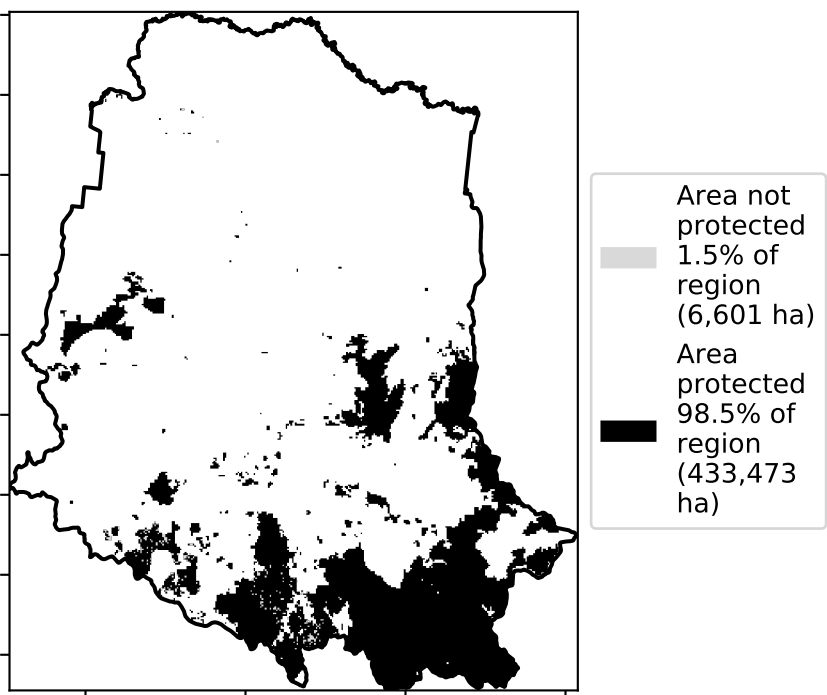 Area not
protected
1.5% of
region
(6,601 ha)
Area
protected
98.5% of
region
(433,473
ha)